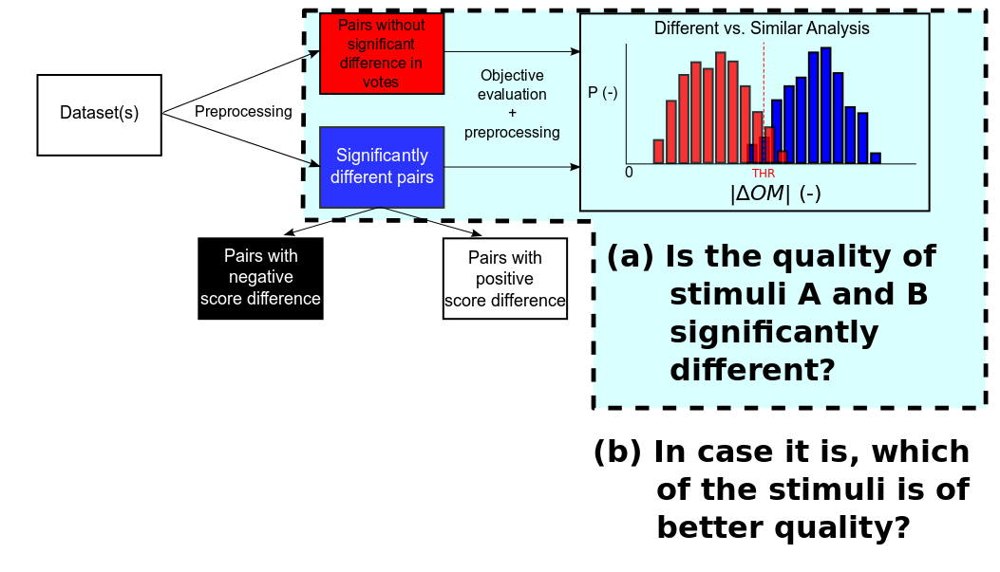 Dataset(s)
Preprocessing
Pairs without
significant
difference in
votes
Significantly
different pairs
Objective
evaluation
+
preprocessing
Different vs. Similar Analysis
P (-)
0
THR
|ΔOM| (-)
Pairs with
negative
score difference
Pairs with
positive
score difference
(a) Is the quality of
stimuli A and B
significantly
different?
(b) In case it is, which
of the stimuli is of
better quality?